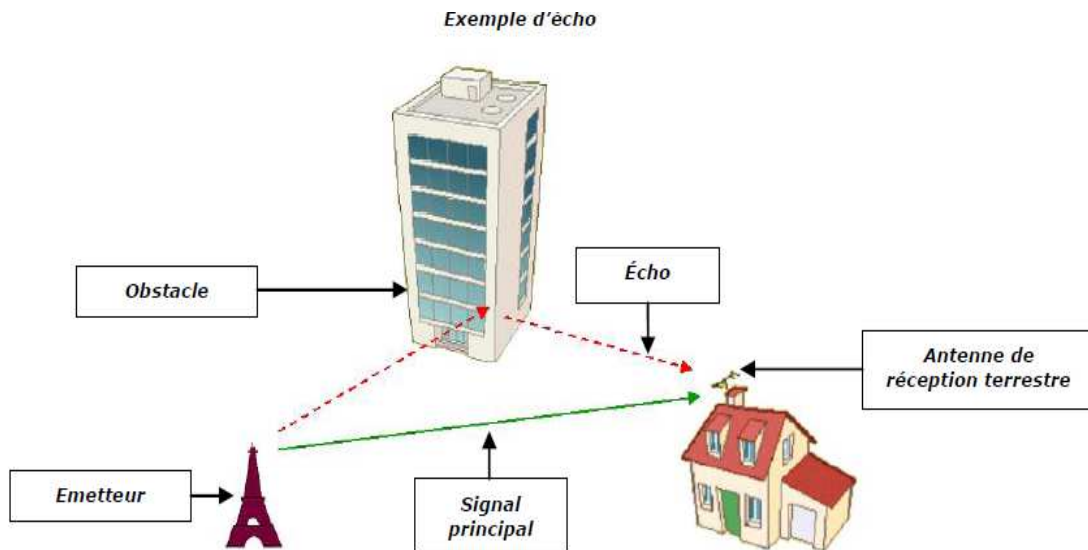 Exemple d'écho
Écho
Obstacle
Antenne de
réception terrestre
Emetteur
Signal
principal